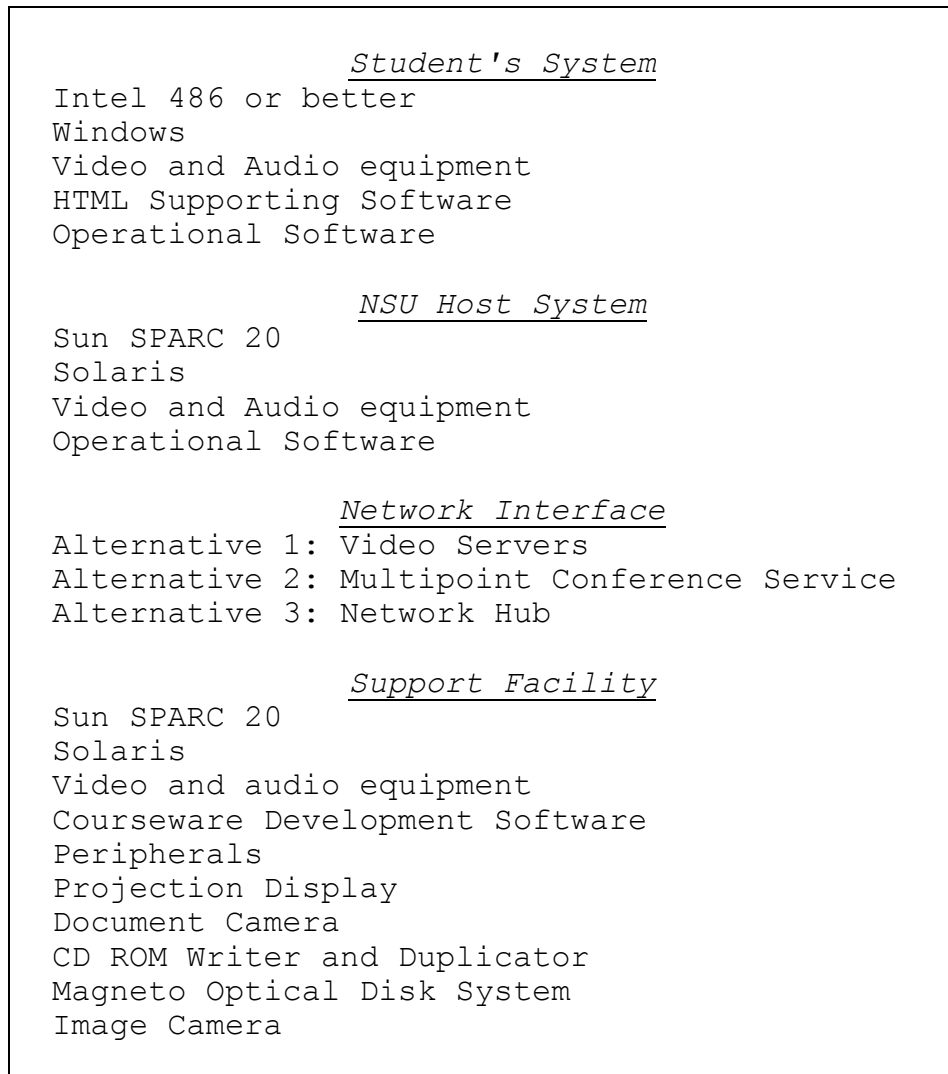 Student's System
Intel 486 or better
Windows
Video and Audio equipment
HTML Supporting Software
Operational Software
NSU Host System
Sun SPARC 20
Solaris
Video and Audio equipment
Operational Software
Network Interface
Alternative 1: Video Servers
Alternative 2: Multipoint Conference Service
Alternative 3: Network Hub
Support Facility
Sun SPARC 20
Solaris
Video and audio equipment
Courseware Development Software
Peripherals
Projection Display
Document Camera
CD ROM Writer and Duplicator
Magneto Optical Disk System
Image Camera